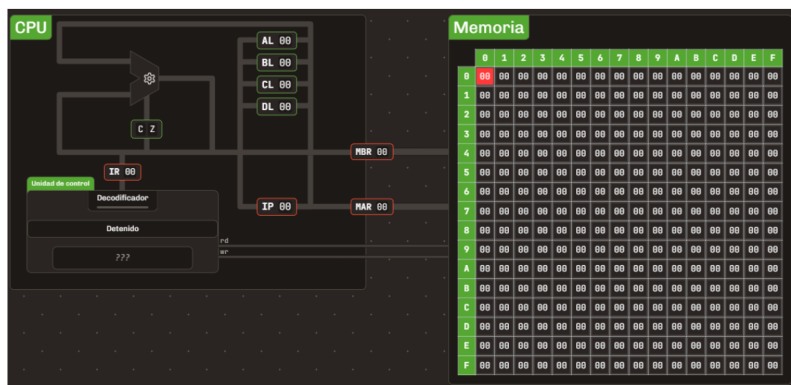 CPU
AL 00
BL 00
CL 00
DL 00
C Z
MBR 00
IR 00
Unidad de control
Decodificador
IP 00
MAR 00
Detenido
rd
wr
???
Memoria
0 1 2 3 4 5 6 7 8 9 A B C D E F
0 00 00 00 00 00 00 00 00 00 00 00 00 00 00 00 00
1 00 00 00 00 00 00 00 00 00 00 00 00 00 00 00 00
2 00 00 00 00 00 00 00 00 00 00 00 00 00 00 00 00
3 00 00 00 00 00 00 00 00 00 00 00 00 00 00 00 00
4 00 00 00 00 00 00 00 00 00 00 00 00 00 00 00 00
5 00 00 00 00 00 00 00 00 00 00 00 00 00 00 00 00
6 00 00 00 00 00 00 00 00 00 00 00 00 00 00 00 00
7 00 00 00 00 00 00 00 00 00 00 00 00 00 00 00 00
8 00 00 00 00 00 00 00 00 00 00 00 00 00 00 00 00
9 00 00 00 00 00 00 00 00 00 00 00 00 00 00 00 00
A 00 00 00 00 00 00 00 00 00 00 00 00 00 00 00 00
B 00 00 00 00 00 00 00 00 00 00 00 00 00 00 00 00
C 00 00 00 00 00 00 00 00 00 00 00 00 00 00 00 00
D 00 00 00 00 00 00 00 00 00 00 00 00 00 00 00 00
E 00 00 00 00 00 00 00 00 00 00 00 00 00 00 00 00
F 00 00 00 00 00 00 00 00 00 00 00 00 00 00 00 00